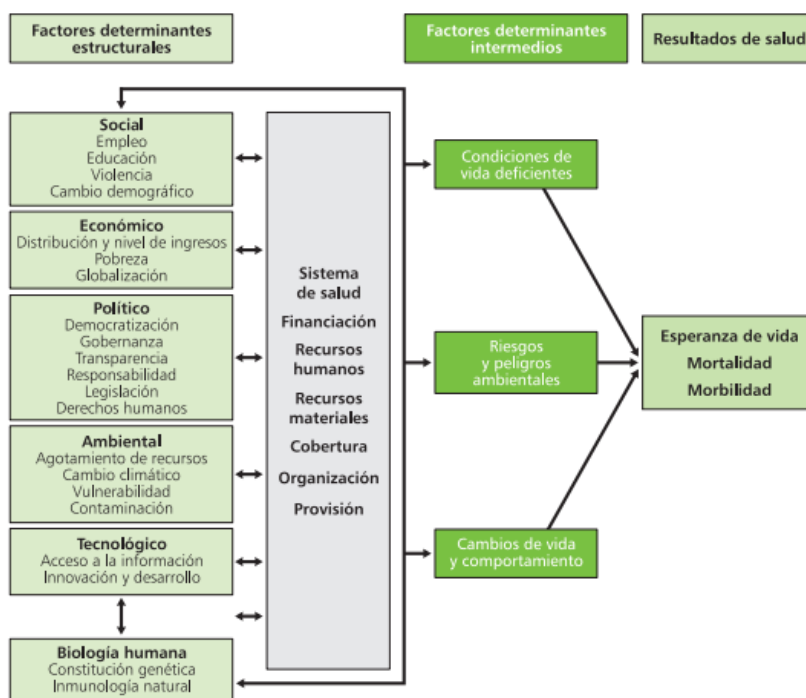 Factores determinantes
estructurales
Factores determinantes
intermedios
Resultados de salud
Social
Empleo
Educación
Violencia
Cambio demográfico
Económico
Distribución y nivel de ingresos
Pobreza
Globalización
Político
Democratización
Gobernanza
Transparencia
Responsabilidad
Legislación
Derechos humanos
Ambiental
Agotamiento de recursos
Cambio climático
Vulnerabilidad
Contaminación
Tecnológico
Acceso a la información
Innovación y desarrollo
Biología humana
Constitución genética
Inmunología natural
Sistema
de salud
Financiación
Recursos
humanos
Recursos
materiales
Cobertura
Organización
Provisión
Condiciones de
vida deficientes
Riesgos
y peligros
ambientales
Cambios de vida
y comportamiento
Esperanza de vida
Mortalidad
Morbilidad